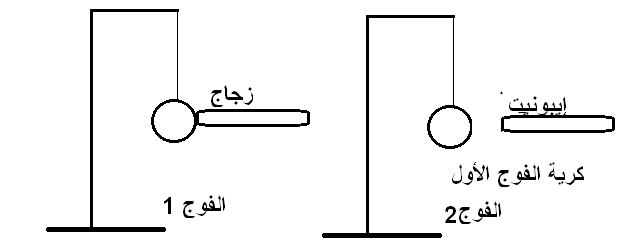 زجاج
الفوج 1
إيبونيت
كرية الفوج الأول
الفوج2